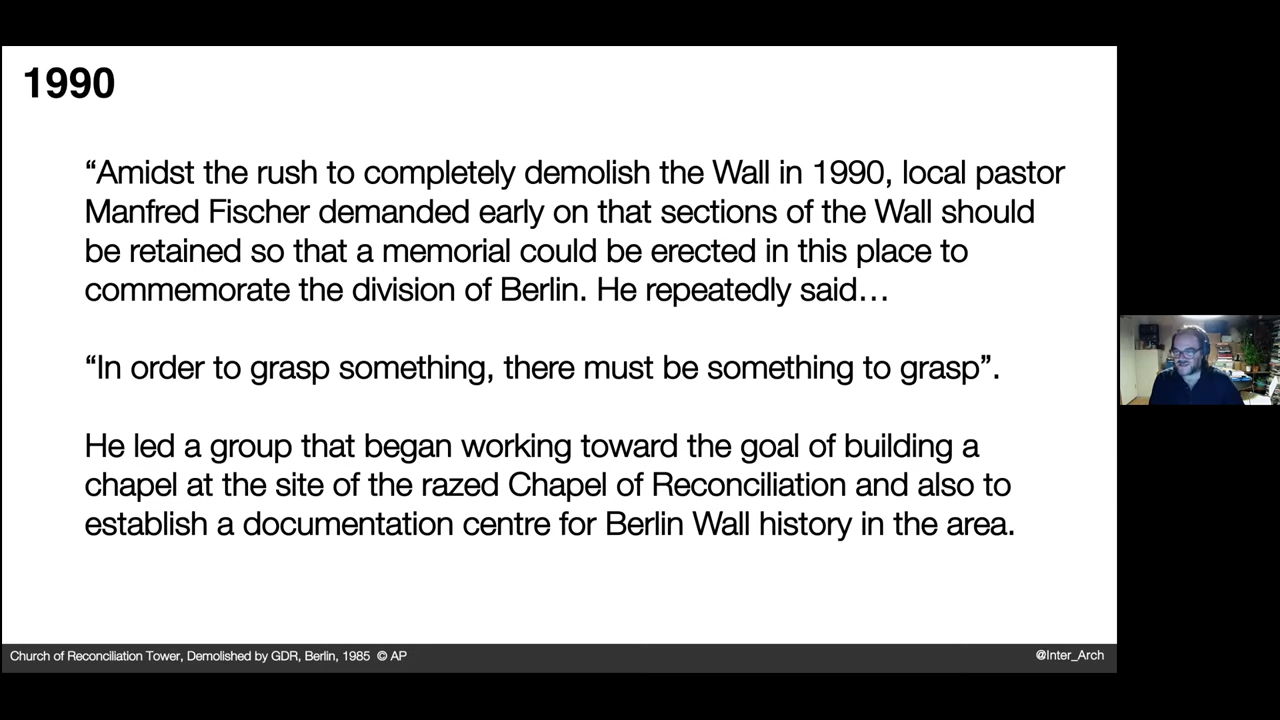 1990
“Amidst the rush to completely demolish the Wall in 1990, local pastor
Manfred Fischer demanded early on that sections of the Wall should
be retained so that a memorial could be erected in this place to
commemorate the division of Berlin. He repeatedly said…
“In order to grasp something, there must be something to grasp”.
He led a group that began working toward the goal of building a
chapel at the site of the razed Chapel of Reconciliation and also to
establish a documentation centre for Berlin Wall history in the area.
Church of Reconciliation Tower, Demolished by GDR, Berlin, 1985 © AP
@Inter_Arch